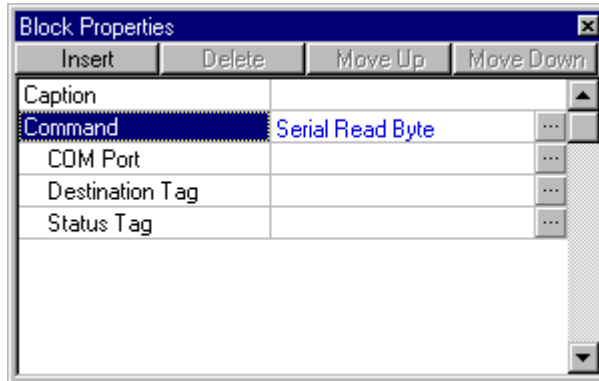 Block Properties
Insert Delete Move Up Move Down
Caption
Command Serial Read Byte ...
COM Port ...
Destination Tag ...
Status Tag ...